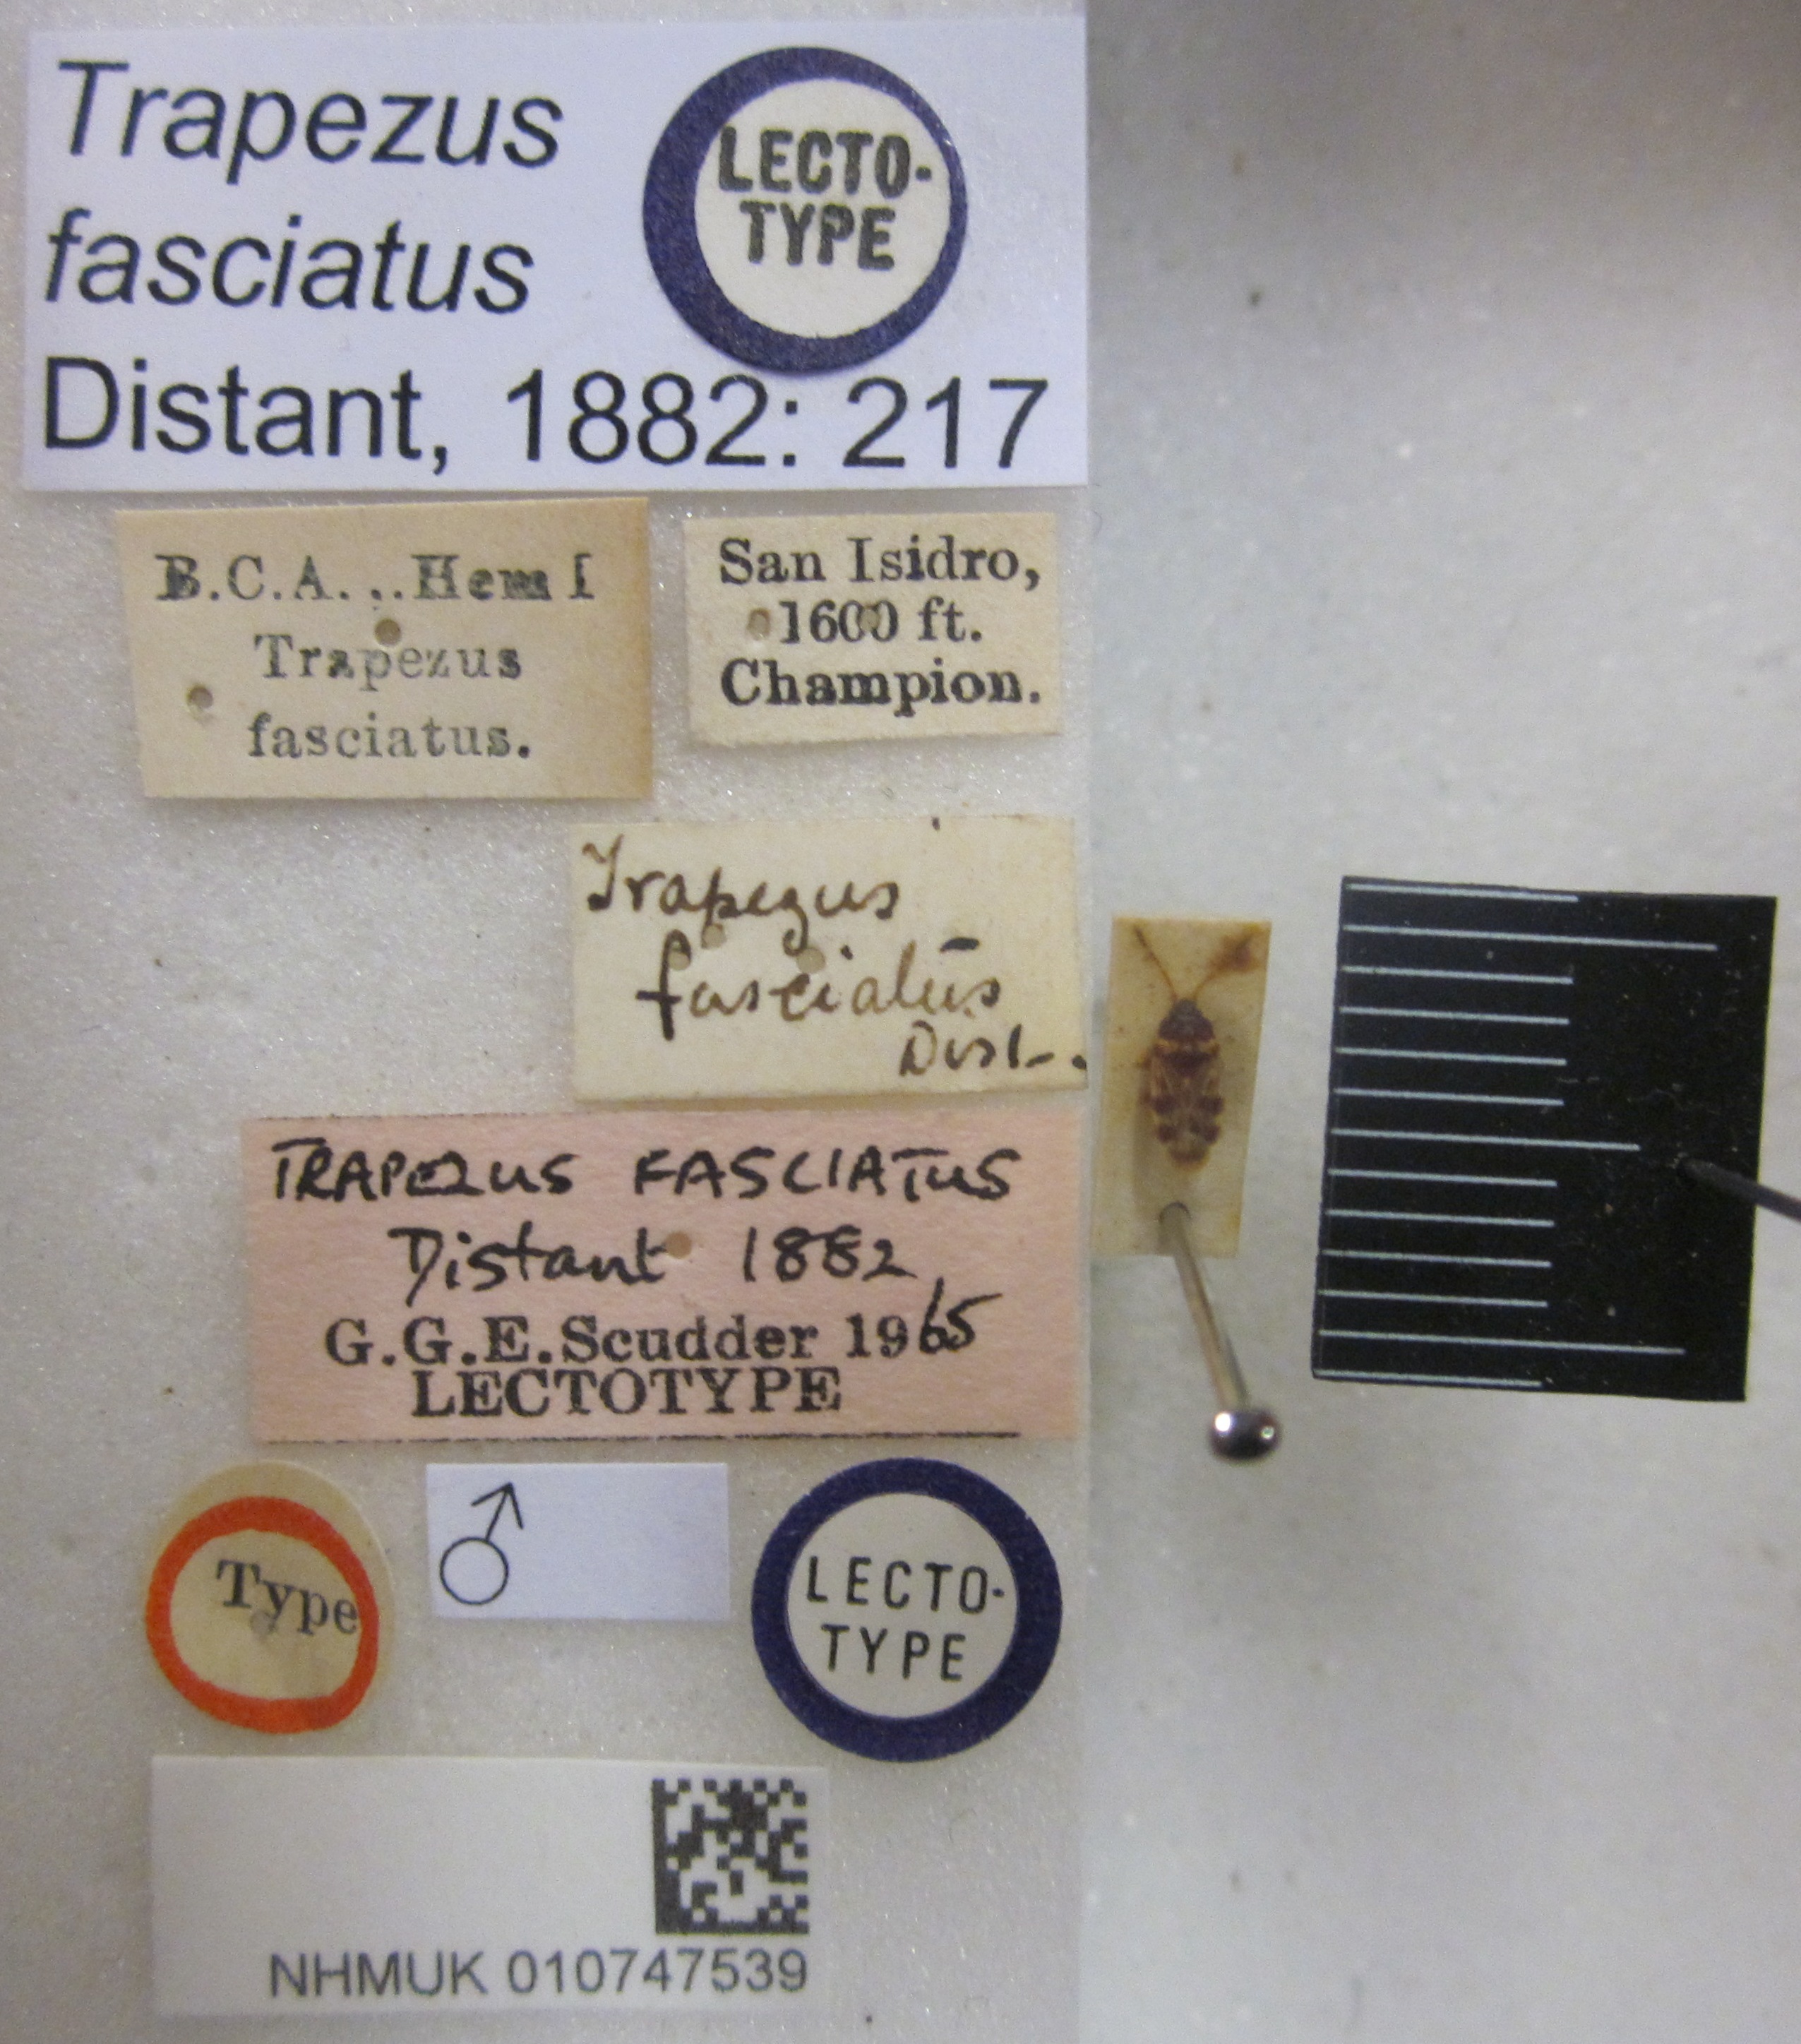 Trapezus
fasciatus
Distant, 1882: 217
LECTO-
TYPE
B.C.A...Hem I
Trapezus
fasciatus.
San Isidro,
1600 ft.
Champion.
Trapezus
fasciatus
Dist.
TRAPEZUS FASCIATUS
Distant 1882
G.G.E.Scudder 1965
LECTOTYPE
Type
♂
LECTO-
TYPE
NHMUK 010747539